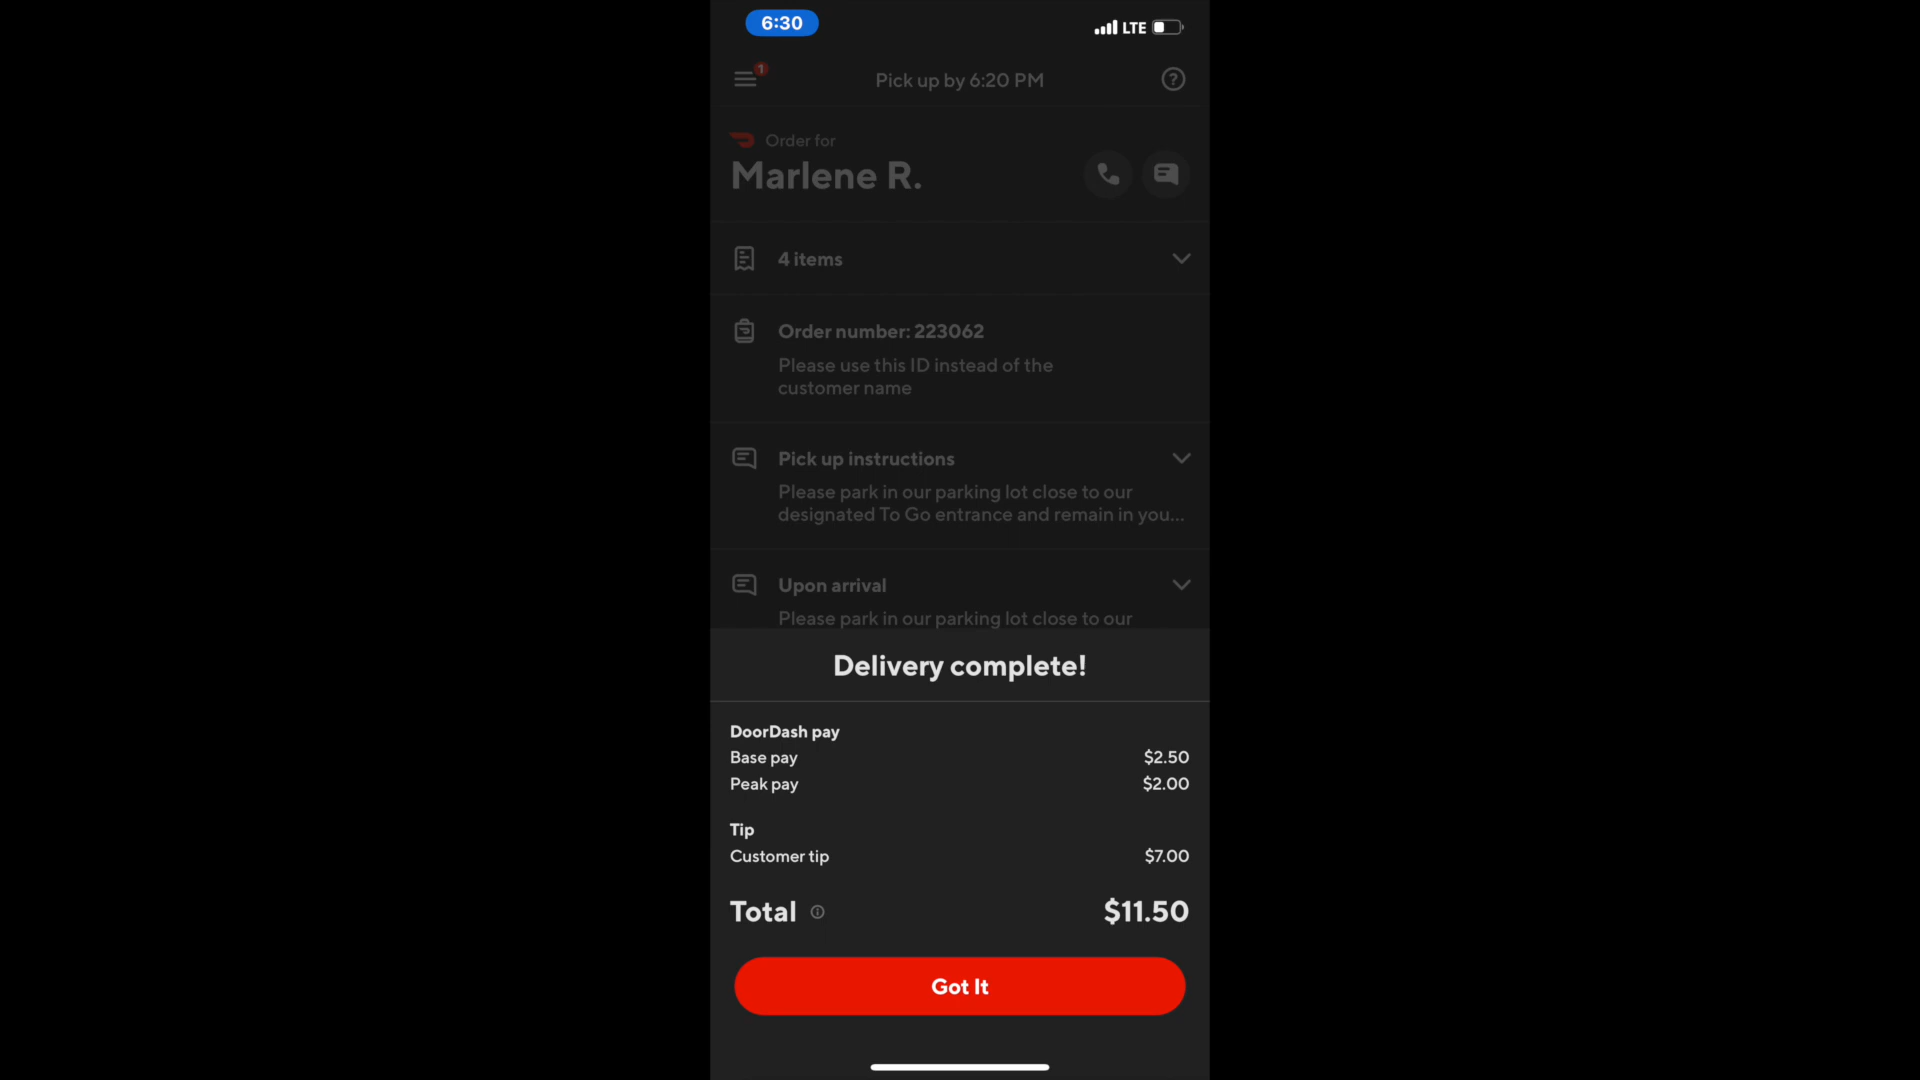 6:30
LTE
1
Pick up by 6:20 PM
?
Order for
Marlene R.
4 items
Order number: 223062
Please use this ID instead of the
customer name
Pick up instructions
Please park in our parking lot close to our
designated To Go entrance and remain in you...
Upon arrival
Please park in our parking lot close to our
Delivery complete!
DoorDash pay
Base pay $2.50
Peak pay $2.00
Tip
Customer tip $7.00
Total $11.50
Got It